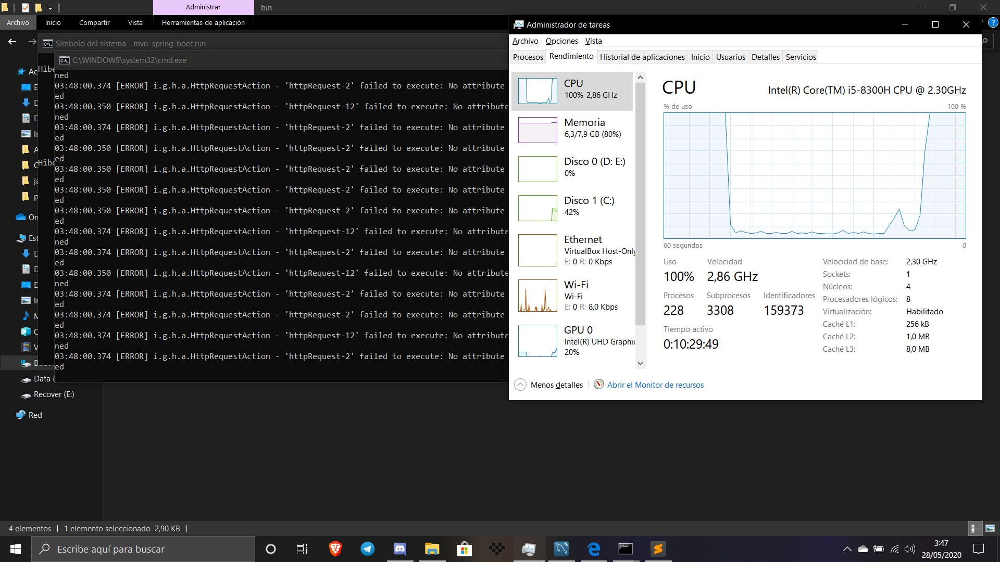 Administrar
bin
Archivo
Inicio
Compartir
Vista
Herramientas de aplicación
Símbolo del sistema - mvn spring-boot:run
C:\WINDOWS\system32\cmd.exe
Hibe
ned
03:48:00.374 [ERROR] i.g.h.a.HttpRequestAction - 'httpRequest-2' failed to execute: No attribute
ed
03:48:00.350 [ERROR] i.g.h.a.HttpRequestAction - 'httpRequest-12' failed to execute: No attribute
ned
03:48:00.374 [ERROR] i.g.h.a.HttpRequestAction - 'httpRequest-2' failed to execute: No attribute
ed
03:48:00.350 [ERROR] i.g.h.a.HttpRequestAction - 'httpRequest-2' failed to execute: No attribute
ed
Hibe
03:48:00.350 [ERROR] i.g.h.a.HttpRequestAction - 'httpRequest-2' failed to execute: No attribute
ed
03:48:00.350 [ERROR] i.g.h.a.HttpRequestAction - 'httpRequest-2' failed to execute: No attribute
ed
03:48:00.350 [ERROR] i.g.h.a.HttpRequestAction - 'httpRequest-2' failed to execute: No attribute
ed
03:48:00.374 [ERROR] i.g.h.a.HttpRequestAction - 'httpRequest-12' failed to execute: No attribute
ned
03:48:00.374 [ERROR] i.g.h.a.HttpRequestAction - 'httpRequest-2' failed to execute: No attribute
ed
03:48:00.350 [ERROR] i.g.h.a.HttpRequestAction - 'httpRequest-12' failed to execute: No attribute
ned
03:48:00.374 [ERROR] i.g.h.a.HttpRequestAction - 'httpRequest-2' failed to execute: No attribute
ed
03:48:00.374 [ERROR] i.g.h.a.HttpRequestAction - 'httpRequest-2' failed to execute: No attribute
ed
03:48:00.374 [ERROR] i.g.h.a.HttpRequestAction - 'httpRequest-12' failed to execute: No attribute
ned
03:48:00.374 [ERROR] i.g.h.a.HttpRequestAction - 'httpRequest-2' failed to execute: No attribute
ed
Data (
Recover (E:)
Red
Administrador de tareas
Archivo Opciones Vista
Procesos Rendimiento Historial de aplicaciones Inicio Usuarios Detalles Servicios
CPU
100% 2,86 GHz
Memoria
6,3/7,9 GB (80%)
Disco 0 (D: E:)
0%
Disco 1 (C:)
42%
Ethernet
VirtualBox Host-Only
E: 0 R: 0 Kbps
Wi-Fi
Wi-Fi
E: 0 R: 8,0 Kbps
GPU 0
Intel(R) UHD Graphic
20%
CPU
Intel(R) Core(TM) i5-8300H CPU @ 2.30GHz
% de uso
100 %
60 segundos
0
Uso
Velocidad
100%
2,86 GHz
Procesos
Subprocesos
Identificadores
228
3308
159373
Tiempo activo
0:10:29:49
Velocidad de base: 2,30 GHz
Sockets: 1
Núcleos: 4
Procesadores lógicos: 8
Virtualización: Habilitado
Caché L1: 256 kB
Caché L2: 1,0 MB
Caché L3: 8,0 MB
Menos detalles
Abrir el Monitor de recursos
4 elementos
1 elemento seleccionado 2,90 KB
Escribe aquí para buscar
3:47
28/05/2020